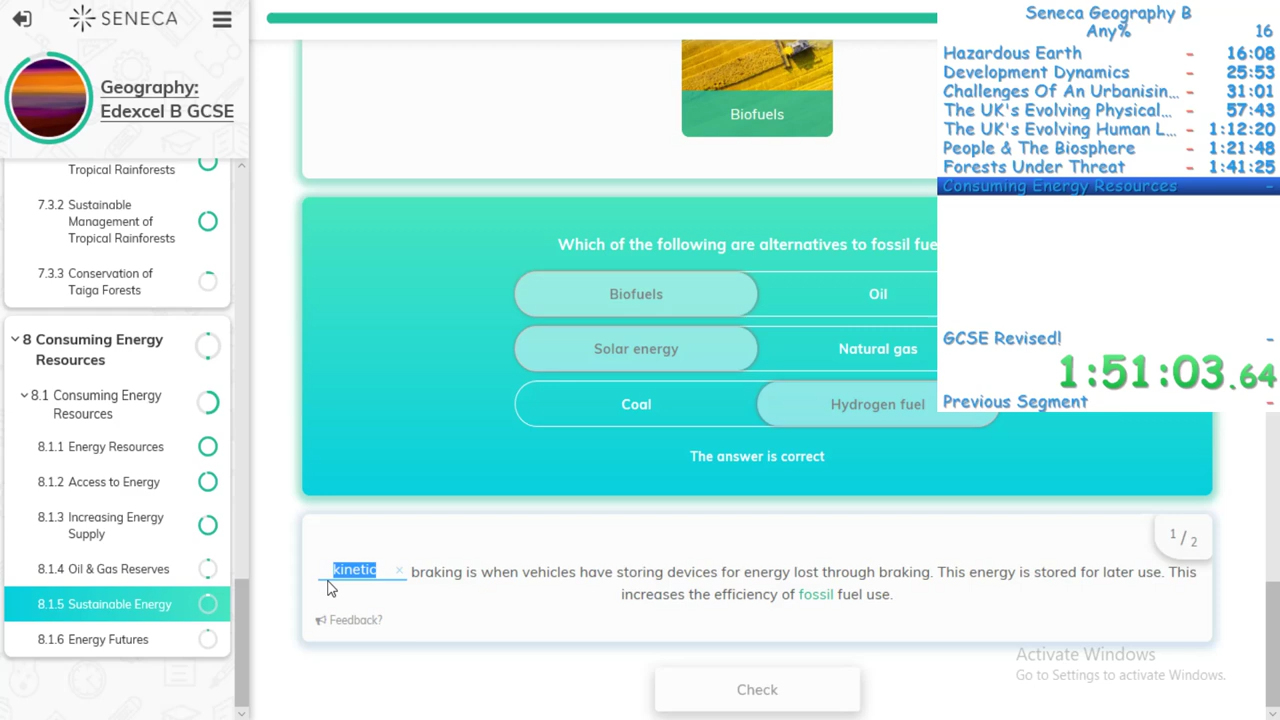 SENECA
Geography:
Edexcel B GCSE
Tropical Rainforests
7.3.2 Sustainable
Management of
Tropical Rainforests
7.3.3 Conservation of
Taiga Forests
8 Consuming Energy
Resources
8.1 Consuming Energy
Resources
8.1.1 Energy Resources
8.1.2 Access to Energy
8.1.3 Increasing Energy
Supply
8.1.4 Oil & Gas Reserves
8.1.5 Sustainable Energy
8.1.6 Energy Futures
Biofuels
Which of the following are alternatives to fossil fue
Biofuels
Oil
Solar energy
Natural gas
Coal
Hydrogen fuel
The answer is correct
1 / 2
kinetic × braking is when vehicles have storing devices for energy lost through braking. This energy is stored for later use. This
increases the efficiency of fossil fuel use.
Feedback?
Check
Activate Windows
Go to Settings to activate Windows.
Seneca Geography B
Any% 16
Hazardous Earth - 16:08
Development Dynamics - 25:53
Challenges Of An Urbanisin... - 31:01
The UK's Evolving Physical... - 57:43
The UK's Evolving Human L... - 1:12:20
People & The Biosphere - 1:21:48
Forests Under Threat - 1:41:25
Consuming Energy Resources -
GCSE Revised! -
1:51:03.64
Previous Segment -